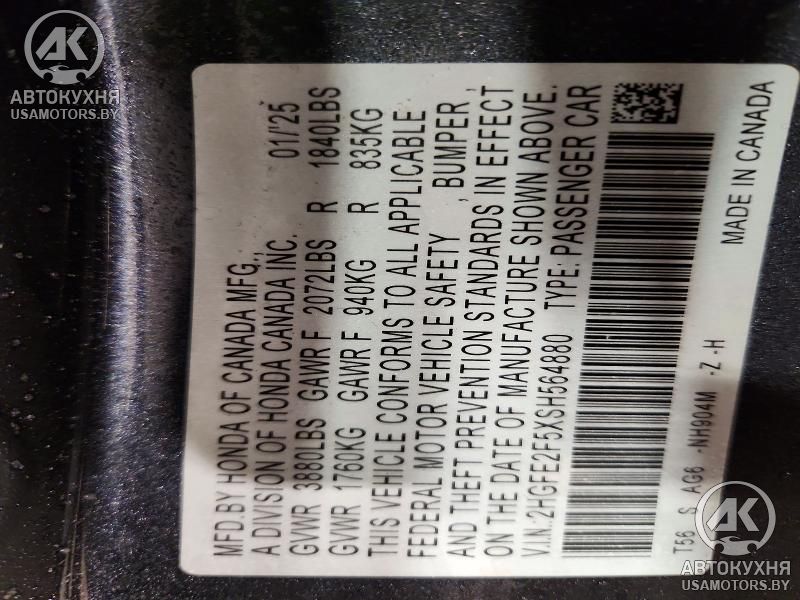 MFD.BY HONDA OF CANADA MFG.,
A DIVISION OF HONDA CANADA INC. 01/'25
GVWR 3880LBS GAWR F 2072LBS R 1840LBS
GVWR 1760KG GAWR F 940KG R 835KG
THIS VEHICLE CONFORMS TO ALL APPLICABLE
FEDERAL MOTOR VEHICLE SAFETY , BUMPER ,
AND THEFT PREVENTION STANDARDS IN EFFECT
ON THE DATE OF MANUFACTURE SHOWN ABOVE.
V.I.N.:2HGFE2F5XSH564880 TYPE: PASSENGER CAR
T56 S AG6 -NH904M -Z -H MADE IN CANADA
АК
АВТОКУХНЯ
USAMOTORS.BY
АК
АВТОКУХНЯ
USAMOTORS.BY